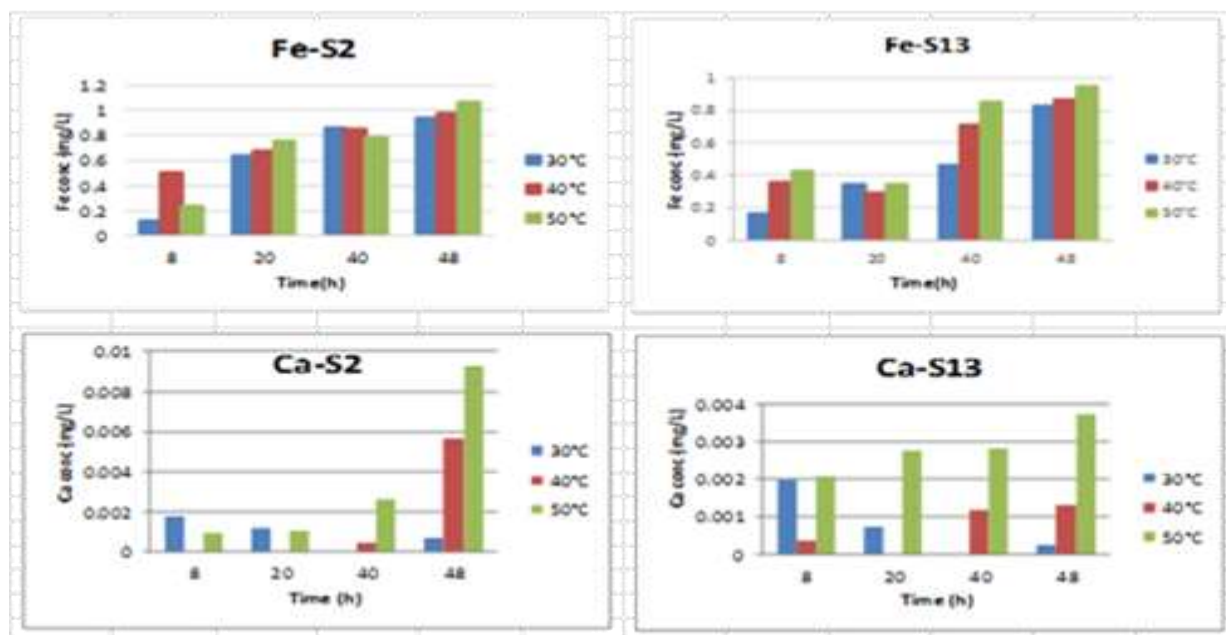 Fe-S2
1.2
1
0.8
0.6
0.4
0.2
0
Fe conc (mg/L)
8 20 40 48
Time(h)
30°C
40°C
50°C
Fe-S13
1
0.8
0.6
0.4
0.2
0
Fe conc (mg/L)
8 20 40 48
Time(h)
30°C
40°C
50°C
Ca-S2
0.01
0.008
0.006
0.004
0.002
0
Ca conc (mg/L)
8 20 40 48
Time (h)
30°C
40°C
50°C
Ca-S13
0.004
0.003
0.002
0.001
0
Ca conc (mg/L)
8 20 40 48
Time (h)
30°C
40°C
50°C